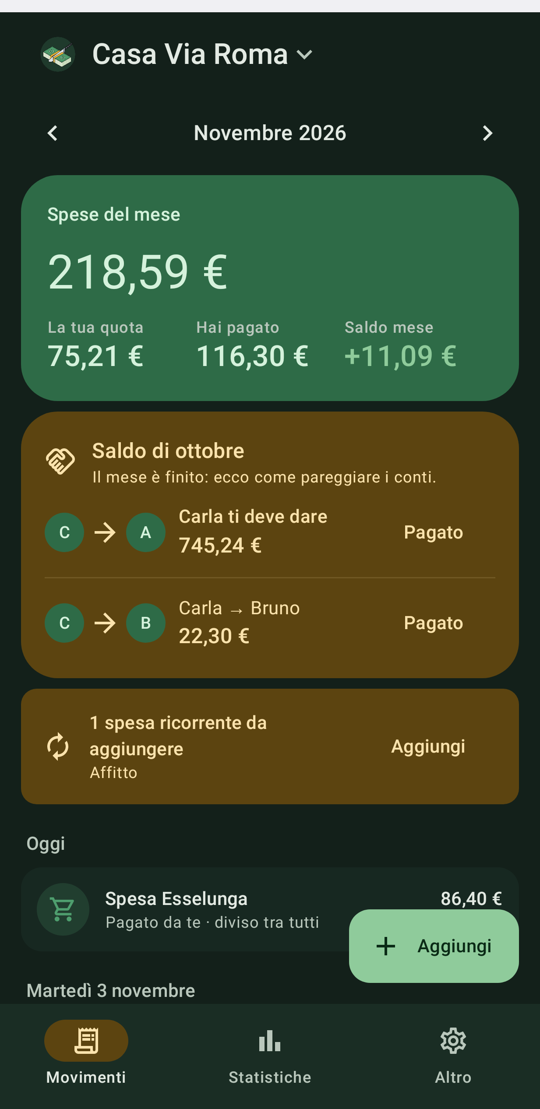 Casa Via Roma
Novembre 2026
Spese del mese
218,59 €
La tua quota
Hai pagato
Saldo mese
75,21 €
116,30 €
+11,09 €
Saldo di ottobre
Il mese è finito: ecco come pareggiare i conti.
C → A
Carla ti deve dare
745,24 €
Pagato
C → B
Carla → Bruno
22,30 €
Pagato
1 spesa ricorrente da
aggiungere
Affitto
Aggiungi
Oggi
Spesa Esselunga
86,40 €
Pagato da te · diviso tra tutti
+ Aggiungi
Martedì 3 novembre
Movimenti
Statistiche
Altro